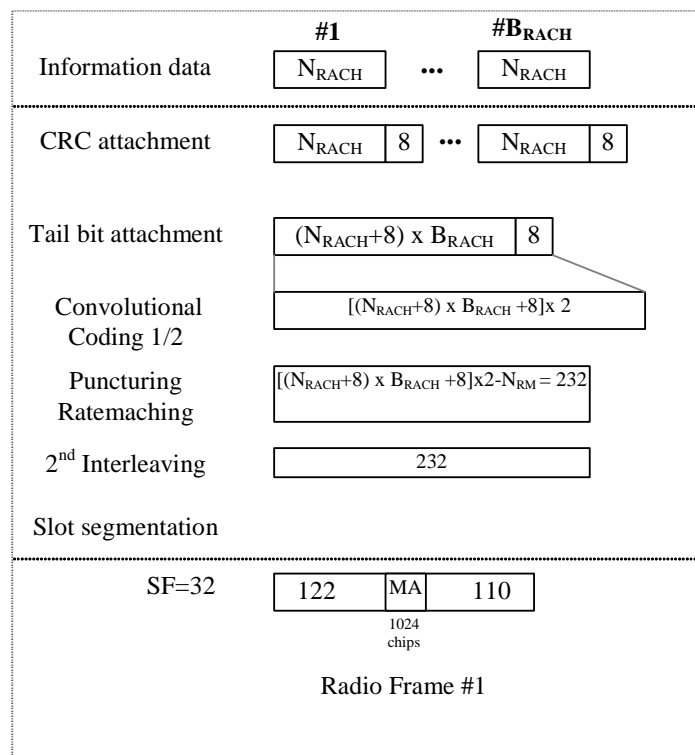 #1 #B_RACH
Information data N_RACH ... N_RACH
CRC attachment N_RACH 8 ... N_RACH 8
Tail bit attachment (N_RACH+8) x B_RACH 8
Convolutional
Coding 1/2
[(N_RACH+8) x B_RACH +8]x 2
Puncturing
Ratemaching
[(N_RACH+8) x B_RACH +8]x2-N_RM = 232
2nd Interleaving 232
Slot segmentation
SF=32 122 MA 110
1024
chips
Radio Frame #1